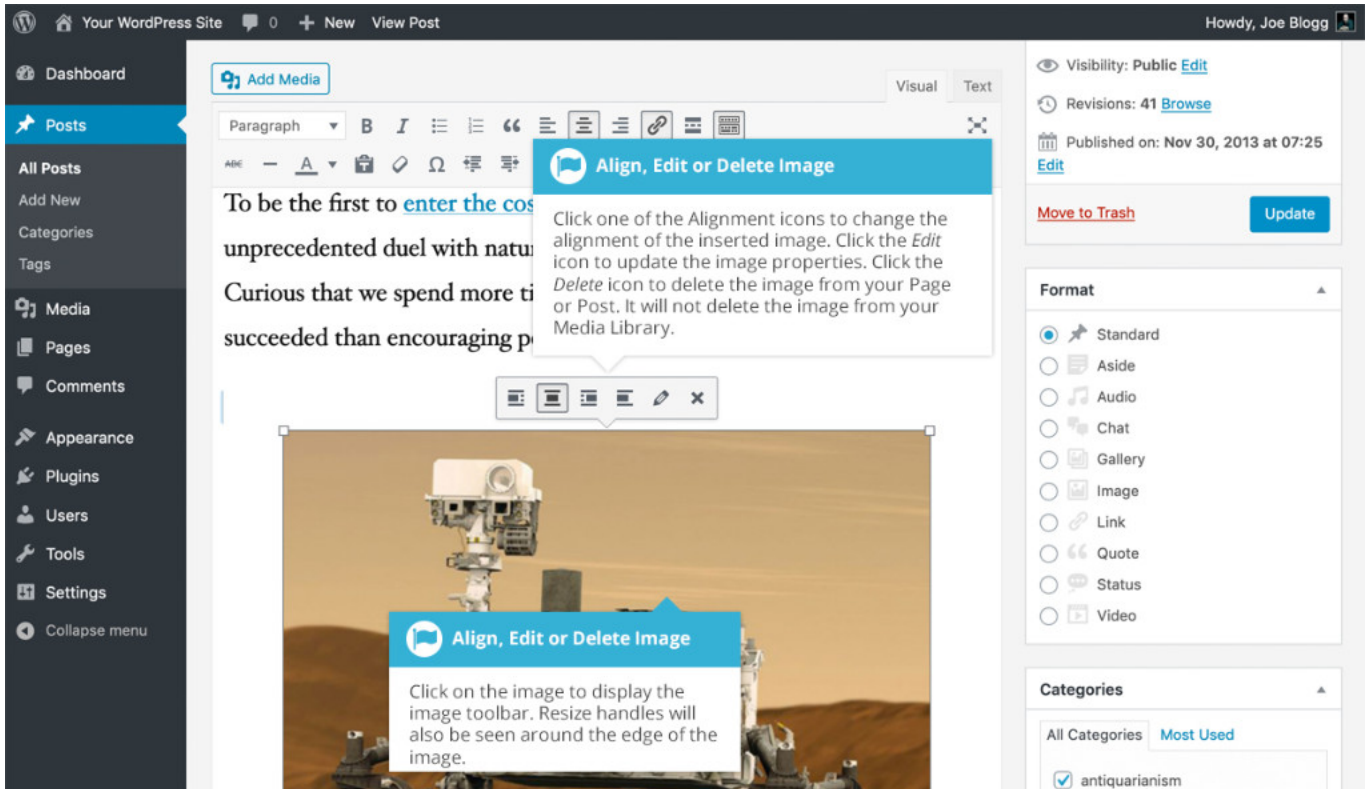 Your WordPress Site 0 + New View Post
Howdy, Joe Blogg
Dashboard
Posts
All Posts
Add New
Categories
Tags
Media
Pages
Comments
Appearance
Plugins
Users
Tools
Settings
Collapse menu
Add Media
Visual Text
Paragraph B I
ABC A Ω
To be the first to enter the cos
unprecedented duel with natu
Curious that we spend more ti
succeeded than encouraging p
Align, Edit or Delete Image
Click one of the Alignment icons to change the
alignment of the inserted image. Click the Edit
icon to update the image properties. Click the
Delete icon to delete the image from your Page
or Post. It will not delete the image from your
Media Library.
Align, Edit or Delete Image
Click on the image to display the
image toolbar. Resize handles will
also be seen around the edge of the
image.
Visibility: Public Edit
Revisions: 41 Browse
Published on: Nov 30, 2013 at 07:25
Edit
Move to Trash
Update
Format
Standard
Aside
Audio
Chat
Gallery
Image
Link
Quote
Status
Video
Categories
All Categories Most Used
antiquarianism